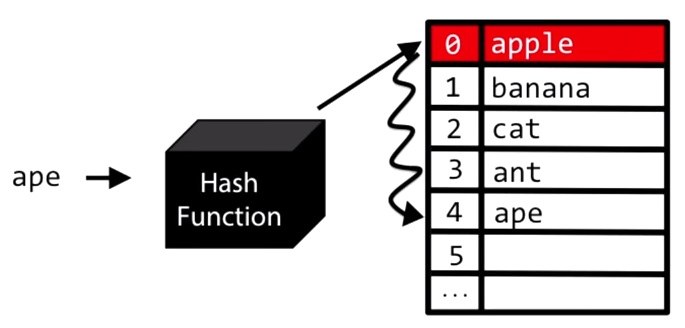 ape
Hash
Function
0 apple
1 banana
2 cat
3 ant
4 ape
5
...